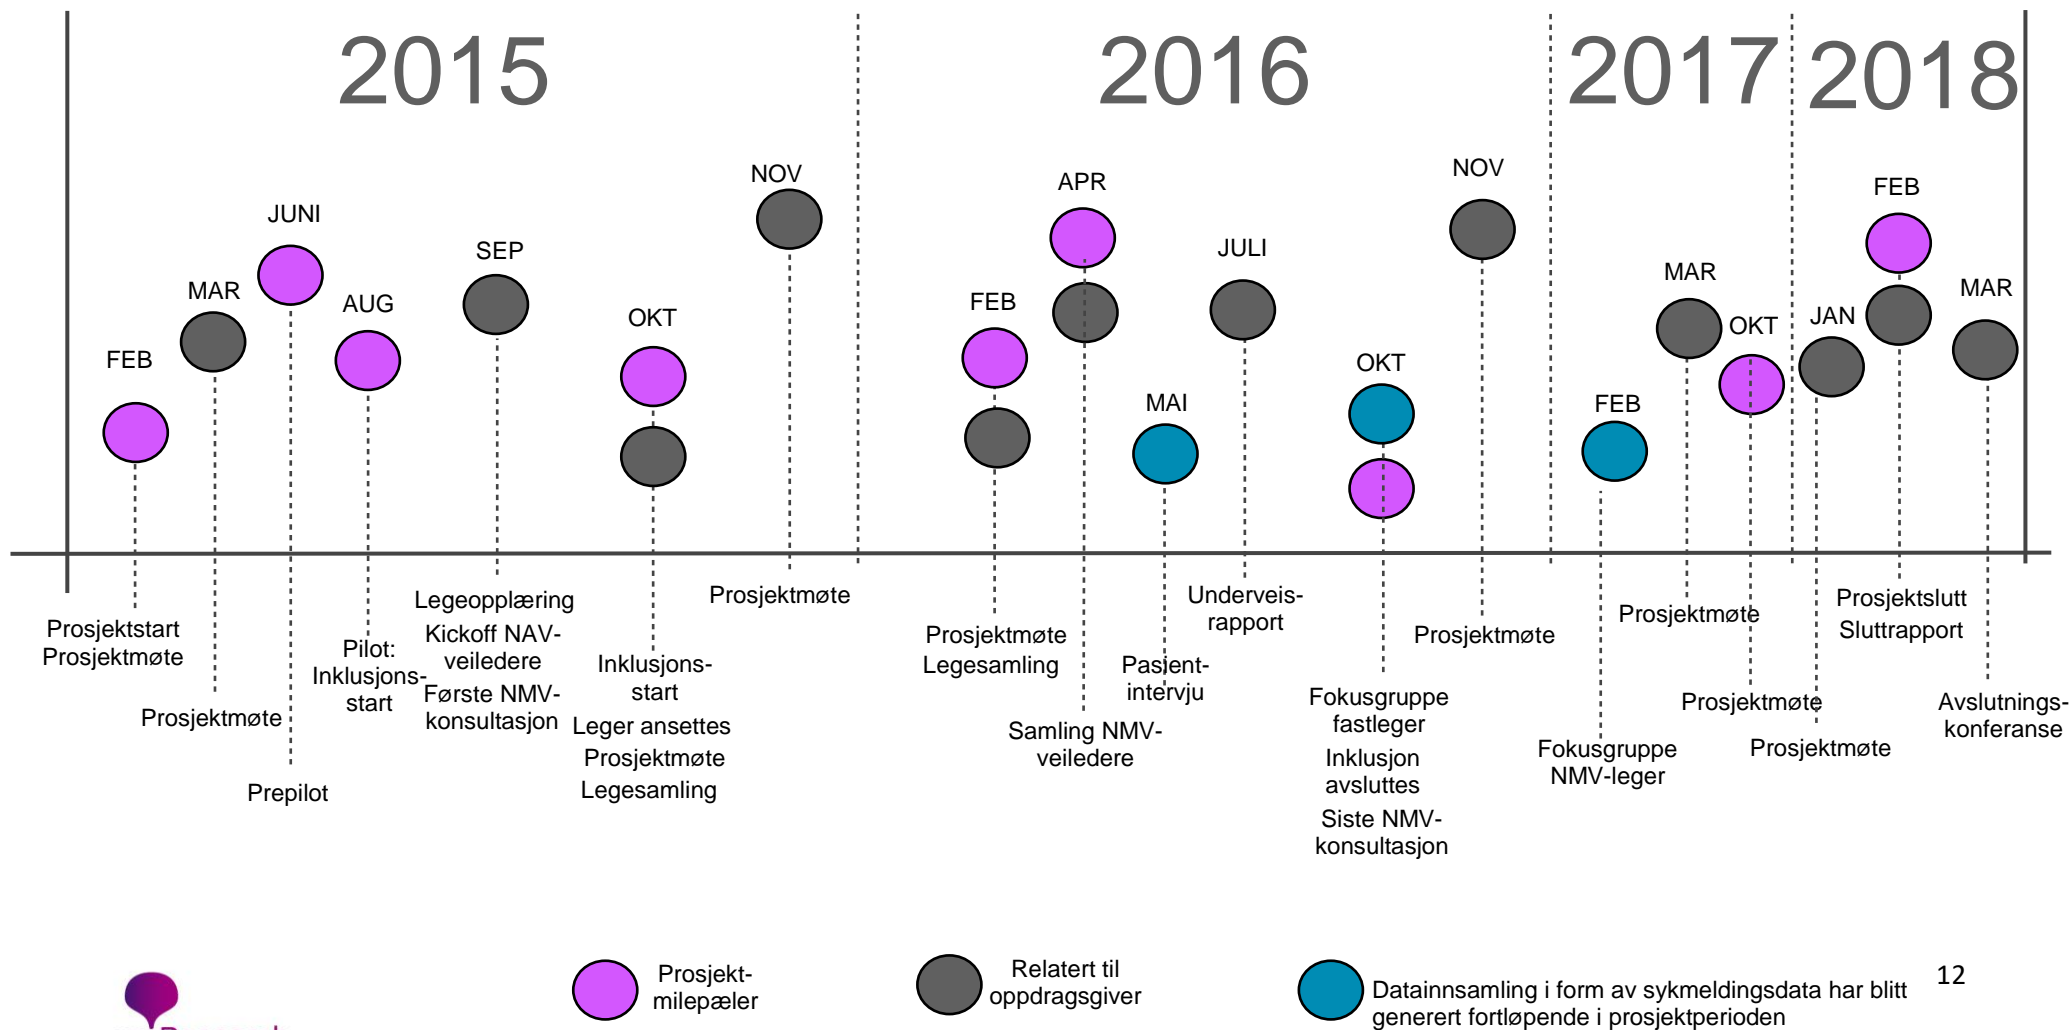 2015
2016
2017
2018
FEB
MAR
JUNI
AUG
SEP
OKT
NOV
FEB
APR
MAI
JULI
OKT
NOV
FEB
MAR
OKT
JAN
FEB
MAR
Prosjektstart
Prosjektmøte
Prosjektmøte
Prepilot
Pilot:
Inklusjons-
start
Legeopplæring
Kickoff NAV-
veiledere
Første NMV-
konsultasjon
Inklusjons-
start
Leger ansettes
Prosjektmøte
Legesamling
Prosjektmøte
Prosjektmøte
Legesamling
Samling NMV-
veiledere
Pasient-
intervju
Underveis-
rapport
Fokusgruppe
fastleger
Inklusjon
avsluttes
Siste NMV-
konsultasjon
Prosjektmøte
Fokusgruppe
NMV-leger
Prosjektmøte
Prosjektmøte
Prosjektmøte
Prosjektslutt
Sluttrapport
Avslutnings-
konferanse
Prosjekt-
milepæler
Relatert til
oppdragsgiver
Datainnsamling i form av sykmeldingsdata har blitt
generert fortløpende i prosjektperioden
12